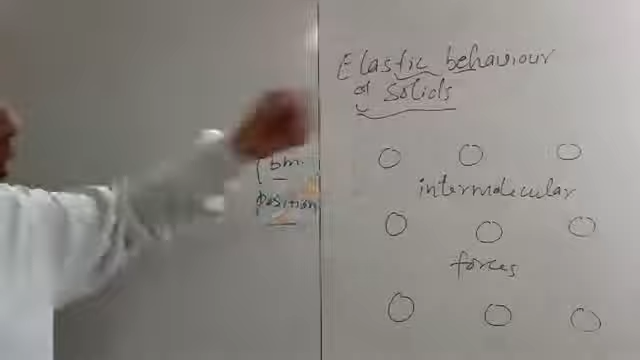 Elastic behaviour
of solids
intermolecular
forces
position